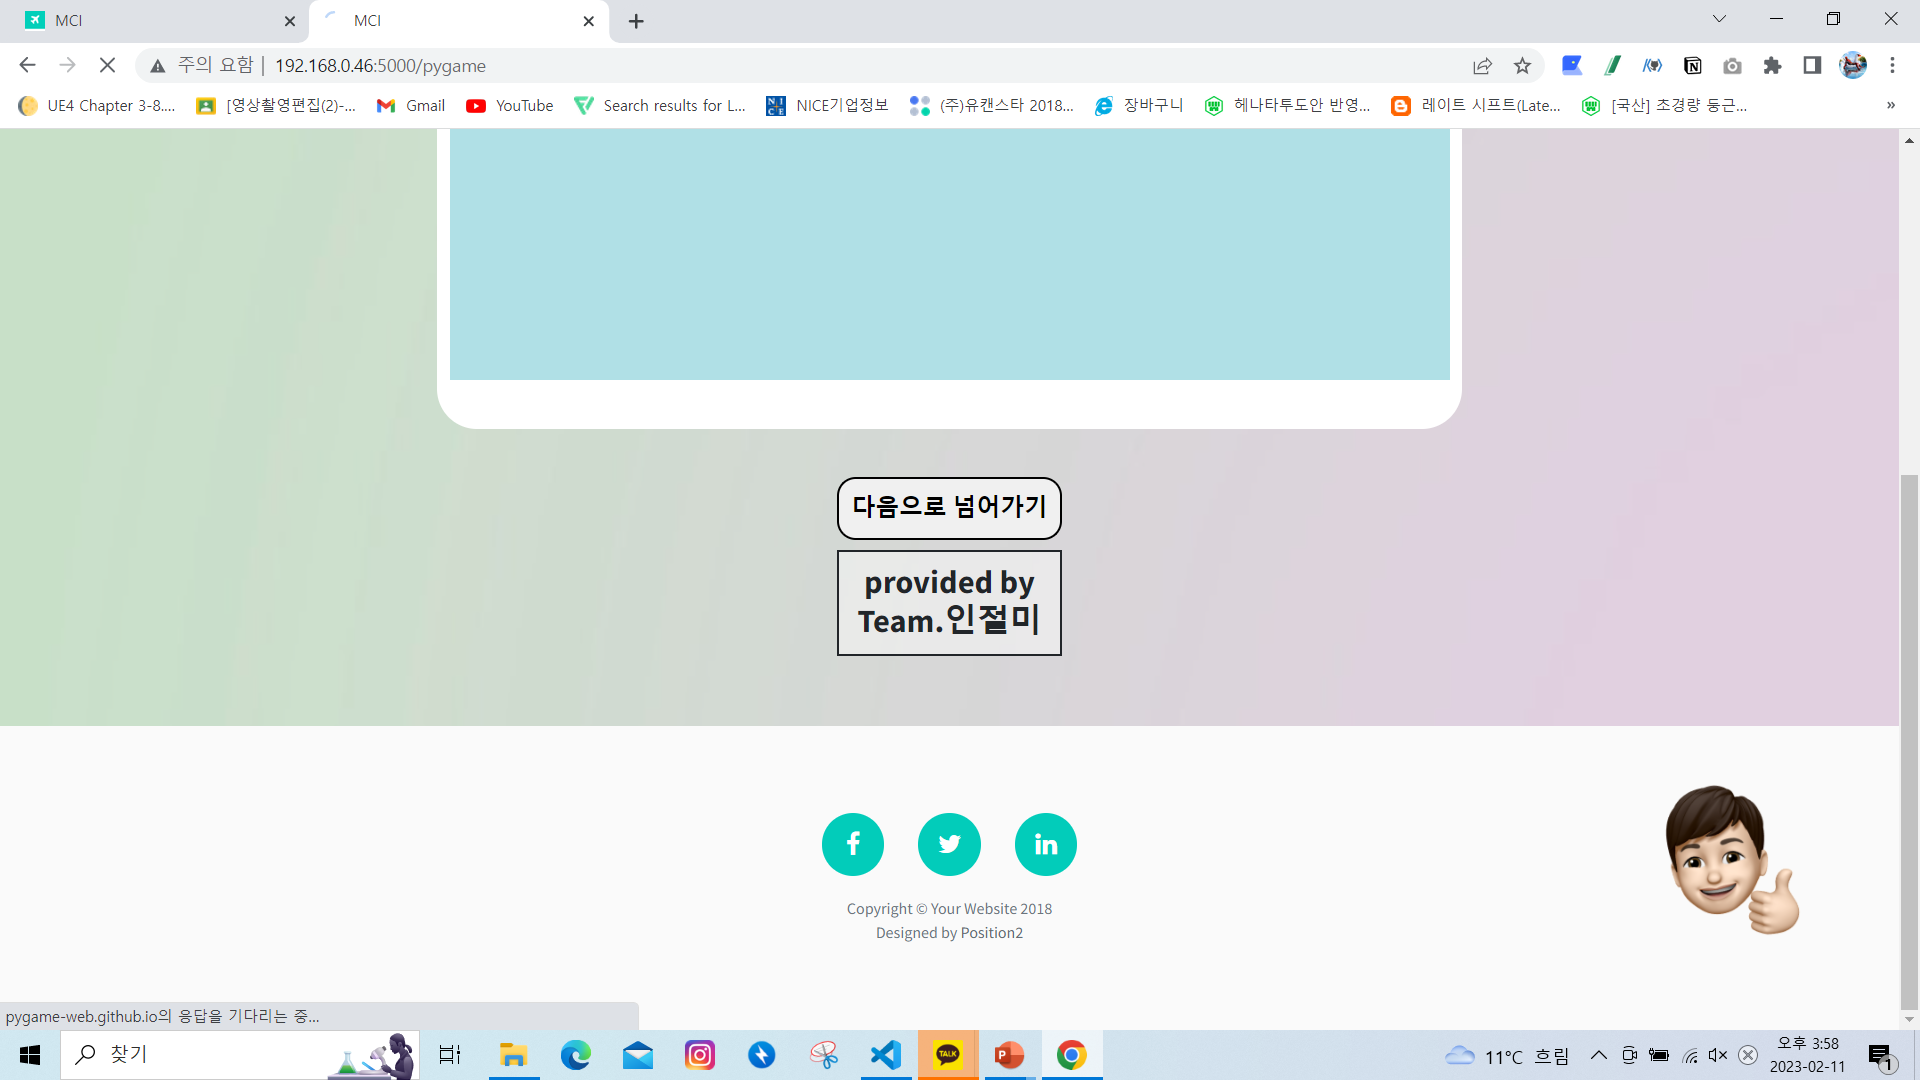 MCI
MCI
주의 요함 | 192.168.0.46:5000/pygame
UE4 Chapter 3-8....
[영상촬영편집(2)-...
Gmail
YouTube
Search results for L...
NICE기업정보
(주)유캔스타 2018...
장바구니
헤나타투도안 반영...
레이트 시프트(Late...
[국산] 초경량 둥근...
»
다음으로 넘어가기
provided by
Team.인절미
Copyright © Your Website 2018
Designed by Position2
pygame-web.github.io의 응답을 기다리는 중...
찾기
TALK
11°C 흐림
오후 3:58
2023-02-11
1